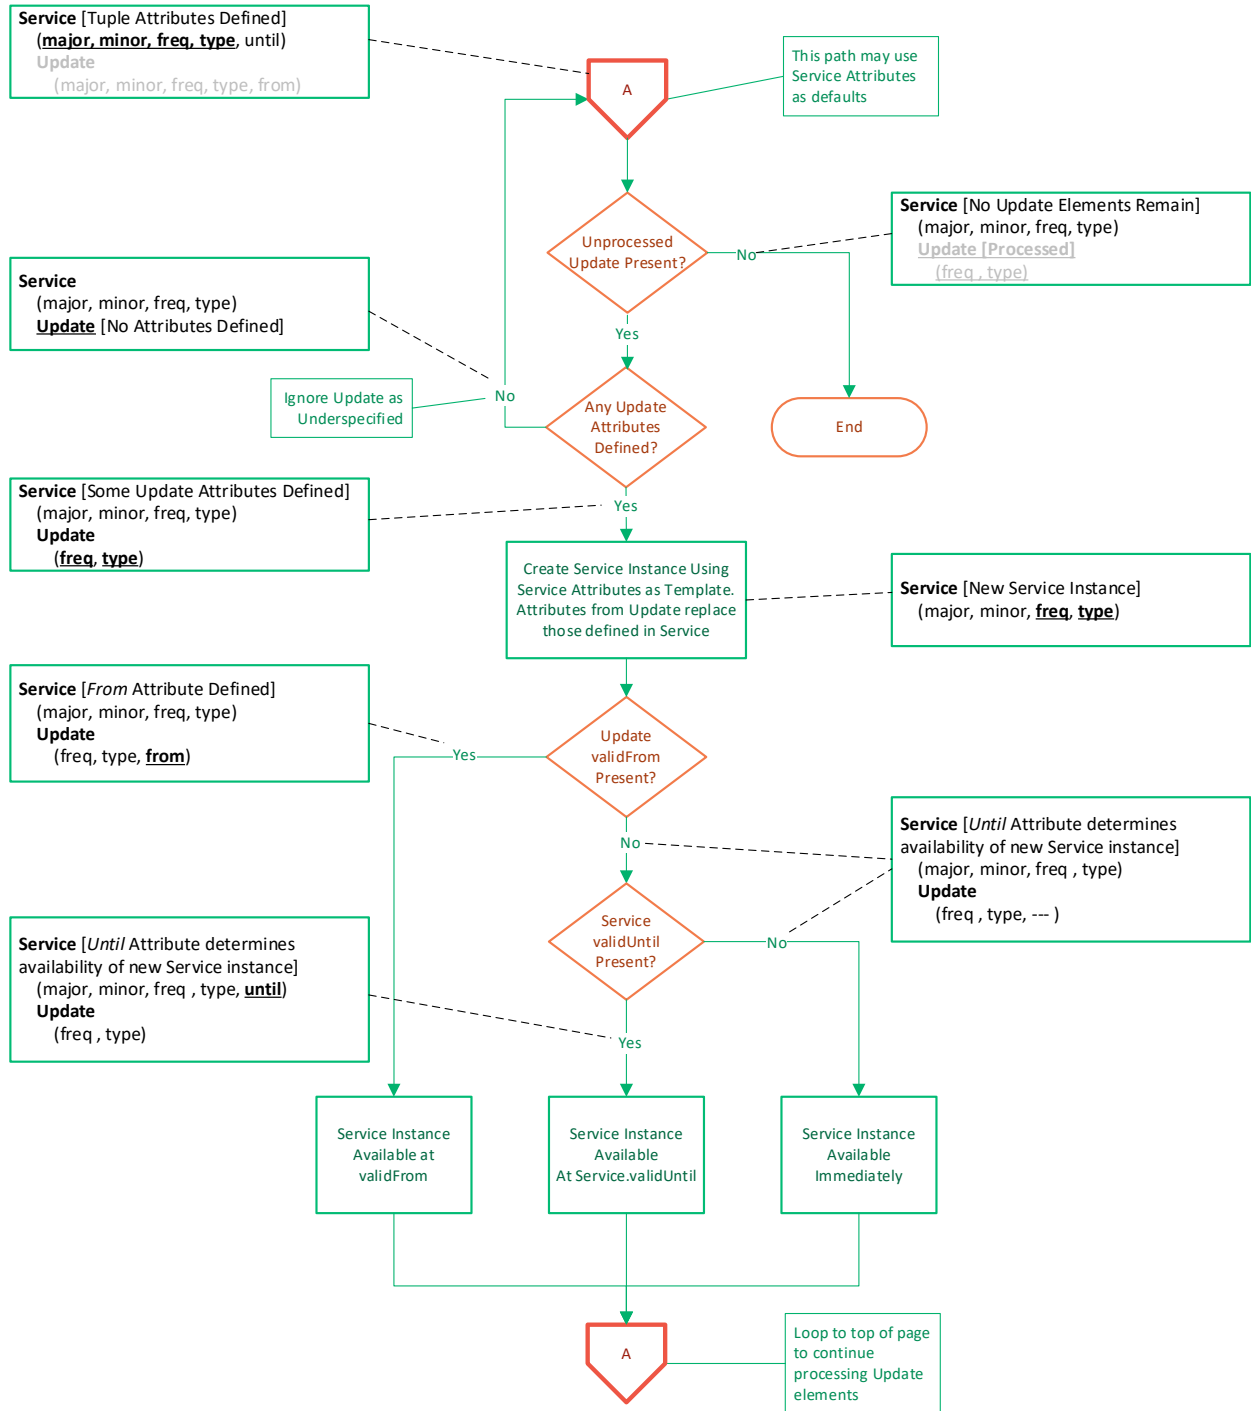 Service [Tuple Attributes Defined]
(major, minor, freq, type, until)
Update
(major, minor, freq, type, from)
A
This path may use
Service Attributes
as defaults
Unprocessed
Update Present?
No
Service [No Update Elements Remain]
(major, minor, freq, type)
Update [Processed]
(freq , type)
Service
(major, minor, freq, type)
Update [No Attributes Defined]
Yes
Ignore Update as
Underspecified
No
Any Update
Attributes
Defined?
End
Service [Some Update Attributes Defined]
(major, minor, freq, type)
Update
(freq, type)
Yes
Create Service Instance Using
Service Attributes as Template.
Attributes from Update replace
those defined in Service
Service [New Service Instance]
(major, minor, freq, type)
Service [From Attribute Defined]
(major, minor, freq, type)
Update
(freq, type, from)
Yes
Update
validFrom
Present?
No
Service [Until Attribute determines
availability of new Service instance]
(major, minor, freq , type)
Update
(freq , type, --- )
Service
validUntil
Present?
No
Service [Until Attribute determines
availability of new Service instance]
(major, minor, freq , type, until)
Update
(freq , type)
Yes
Service Instance
Available at
validFrom
Service Instance
Available
At Service.validUntil
Service Instance
Available
Immediately
A
Loop to top of page
to continue
processing Update
elements